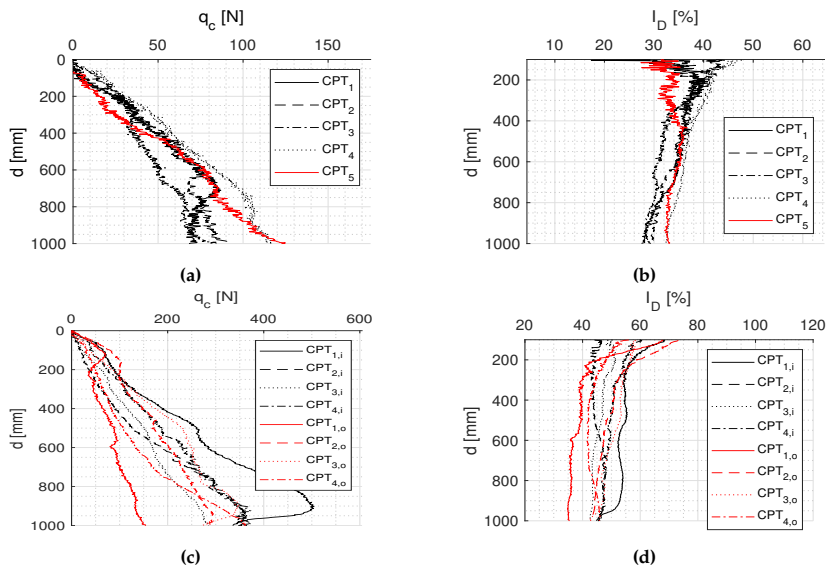 q_c [N]
0 50 100 150
0
200
400
600
800
1000
d [mm]
CPT_1
CPT_2
CPT_3
CPT_4
CPT_5
(a)
I_D [%]
10 20 30 40 50 60
200
400
600
800
1000
d [mm]
CPT_1
CPT_2
CPT_3
CPT_4
CPT_5
(b)
q_c [N]
0 200 400 600
0
200
400
600
800
1000
d [mm]
CPT_1,i
CPT_2,i
CPT_3,i
CPT_4,i
CPT_1,o
CPT_2,o
CPT_3,o
CPT_4,o
(c)
I_D [%]
20 40 60 80 100 120
200
400
600
800
1000
d [mm]
CPT_1,i
CPT_2,i
CPT_3,i
CPT_4,i
CPT_1,o
CPT_2,o
CPT_3,o
CPT_4,o
(d)